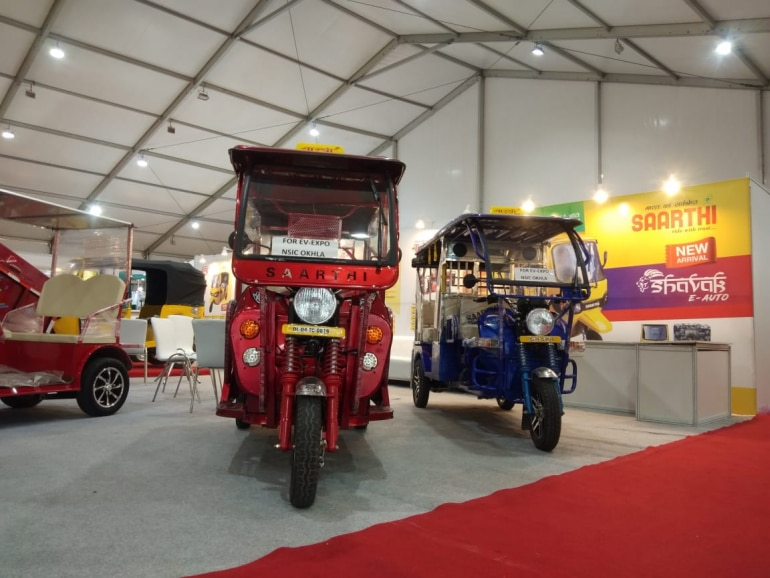 FOR EV-EXPO
NSIC OKHLA
SAARTHI
FOR EV-EXPO
NSIC OKHLA
SAARTHI
NEW
ARRIVAL
Shavak
E-AUTO